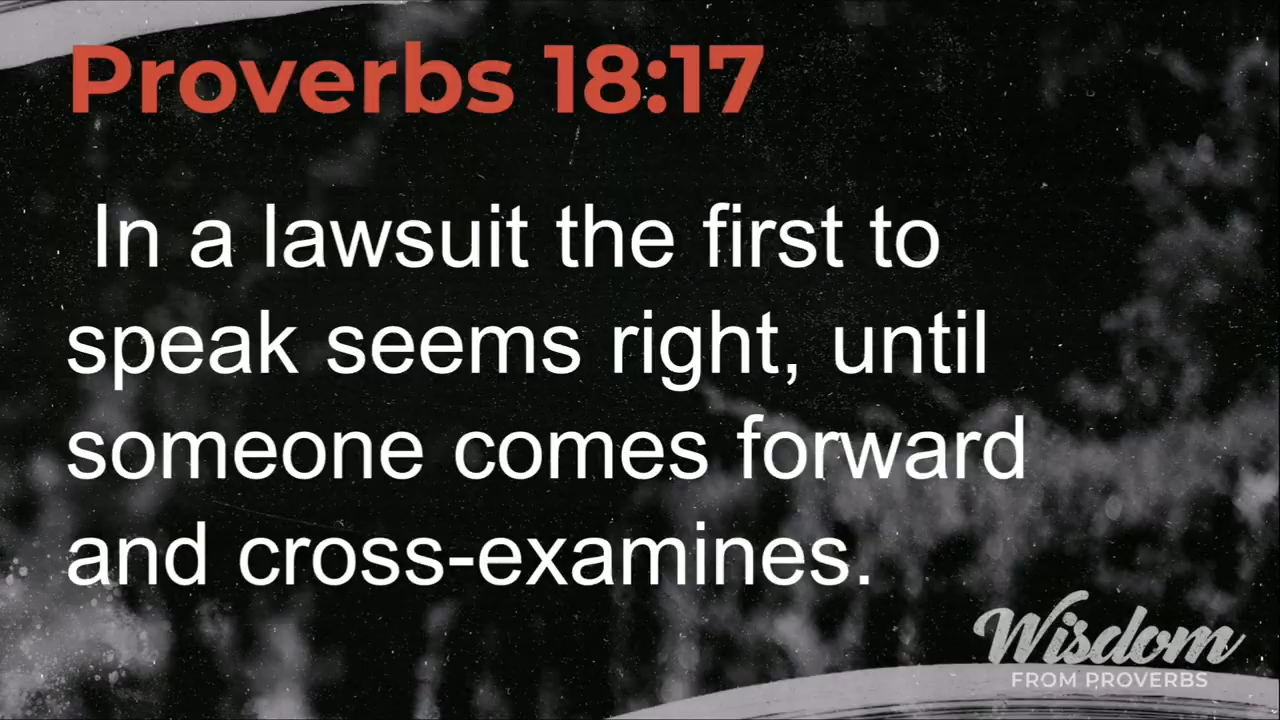 Proverbs 18:17
In a lawsuit the first to
speak seems right, until
someone comes forward
and cross-examines.
Wisdom
FROM PROVERBS